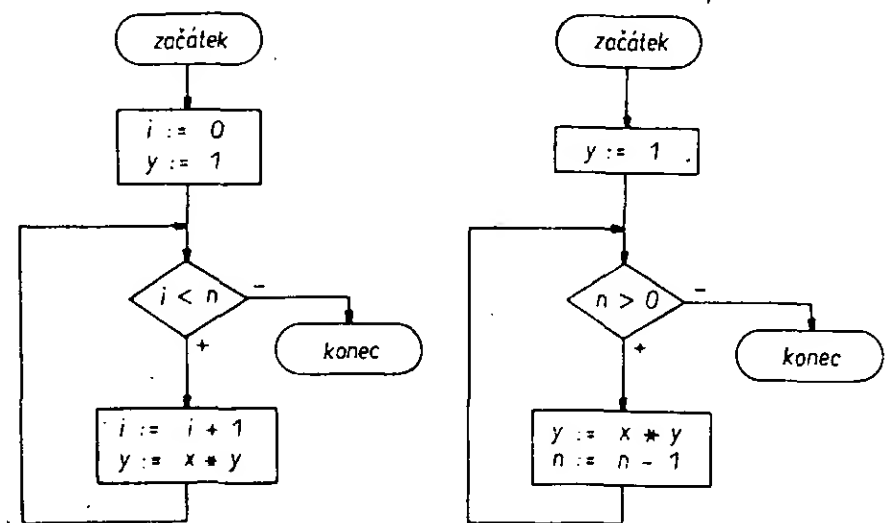 začátek
i := 0
y := 1
i < n
-
+
konec
i := i + 1
y := x * y
začátek
y := 1
n > 0
-
+
konec
y := x * y
n := n - 1